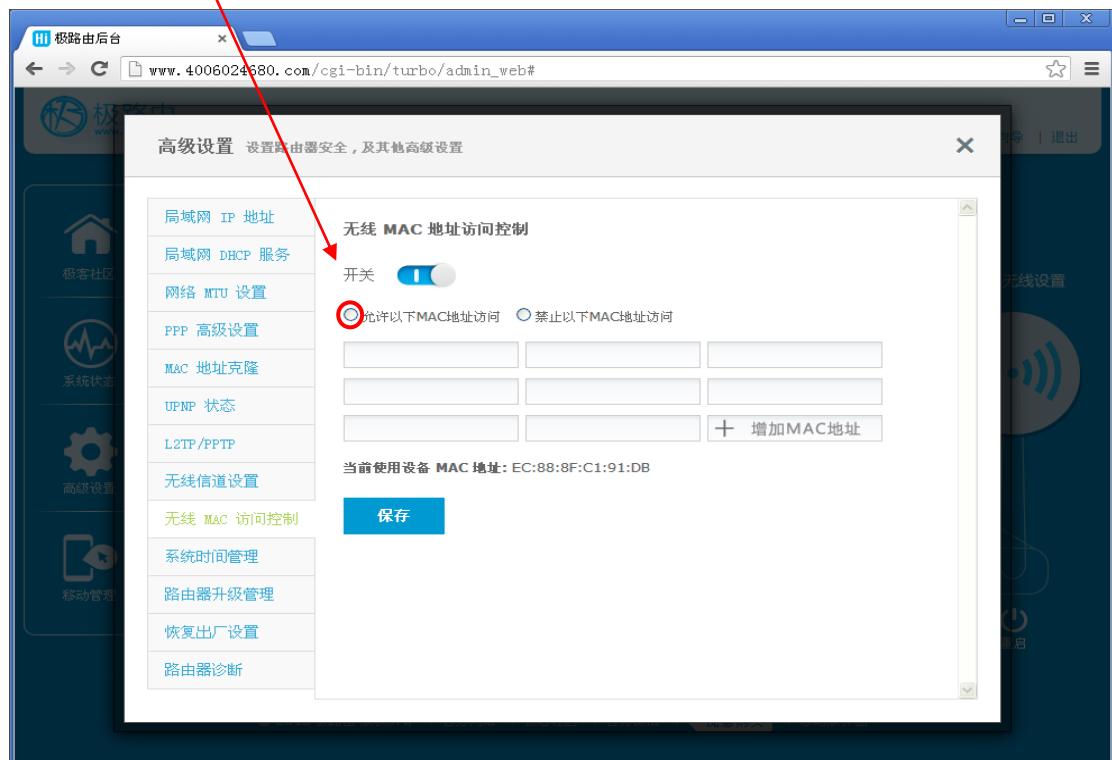 极路由后台
www.4006024680.com/cgi-bin/turbo/admin_web#
极路由
退出
高级设置 设置路由器安全，及其他高级设置
局域网 IP 地址
局域网 DHCP 服务
网络 MTU 设置
PPP 高级设置
MAC 地址克隆
UPNP 状态
L2TP/PPTP
无线信道设置
无线 MAC 访问控制
系统时间管理
路由器升级管理
恢复出厂设置
路由器诊断
无线 MAC 地址访问控制
开关
允许以下MAC地址访问 禁止以下MAC地址访问
增加MAC地址
当前使用设备 MAC 地址: EC:88:8F:C1:91:DB
保存
极客社区
系统状态
高级设置
移动管理
无线设置
重启